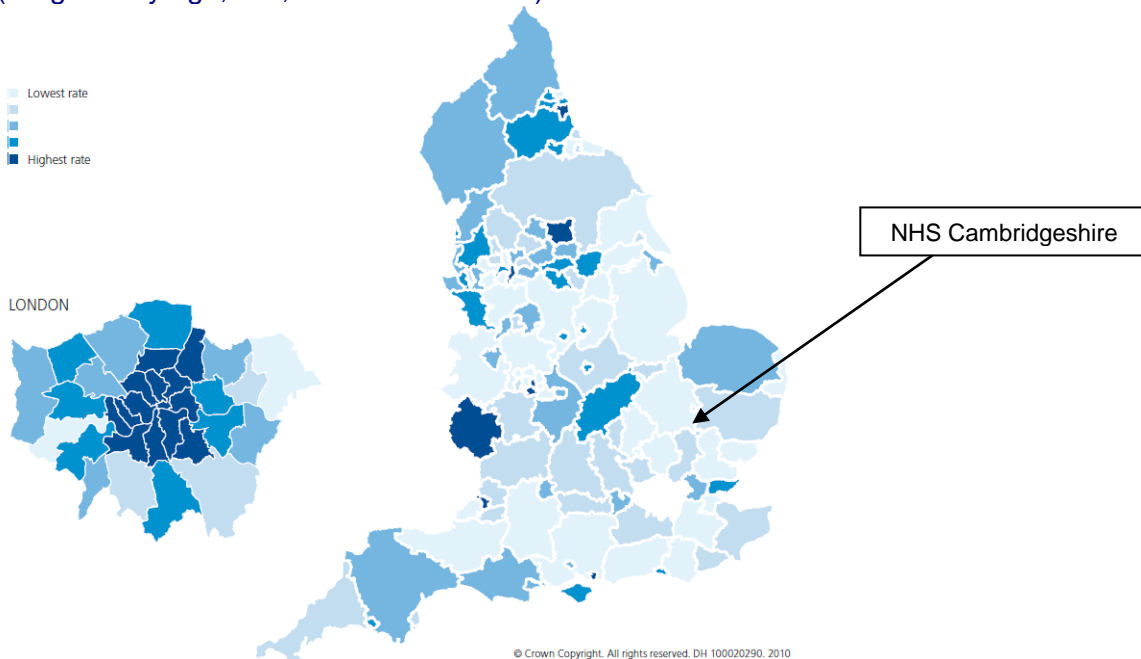 Lowest rate
Highest rate
NHS Cambridgeshire
LONDON
© Crown Copyright. All rights reserved. DH 100020290. 2010